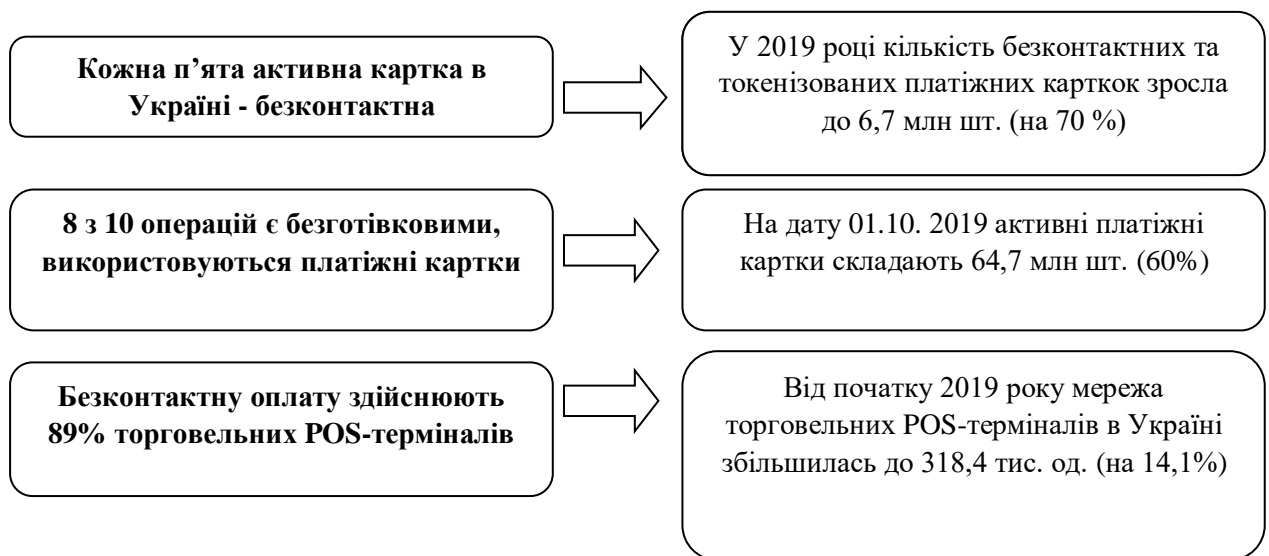 Кожна п’ята активна картка в
Україні - безконтактна
У 2019 році кількість безконтактних та
токенізованих платіжних карткок зросла
до 6,7 млн шт. (на 70 %)
8 з 10 операцій є безготівковими,
використовуються платіжні картки
На дату 01.10. 2019 активні платіжні
картки складають 64,7 млн шт. (60%)
Безконтактну оплату здійснюють
89% торговельних POS-терміналів
Від початку 2019 року мережа
торговельних POS-терміналів в Україні
збільшилась до 318,4 тис. од. (на 14,1%)